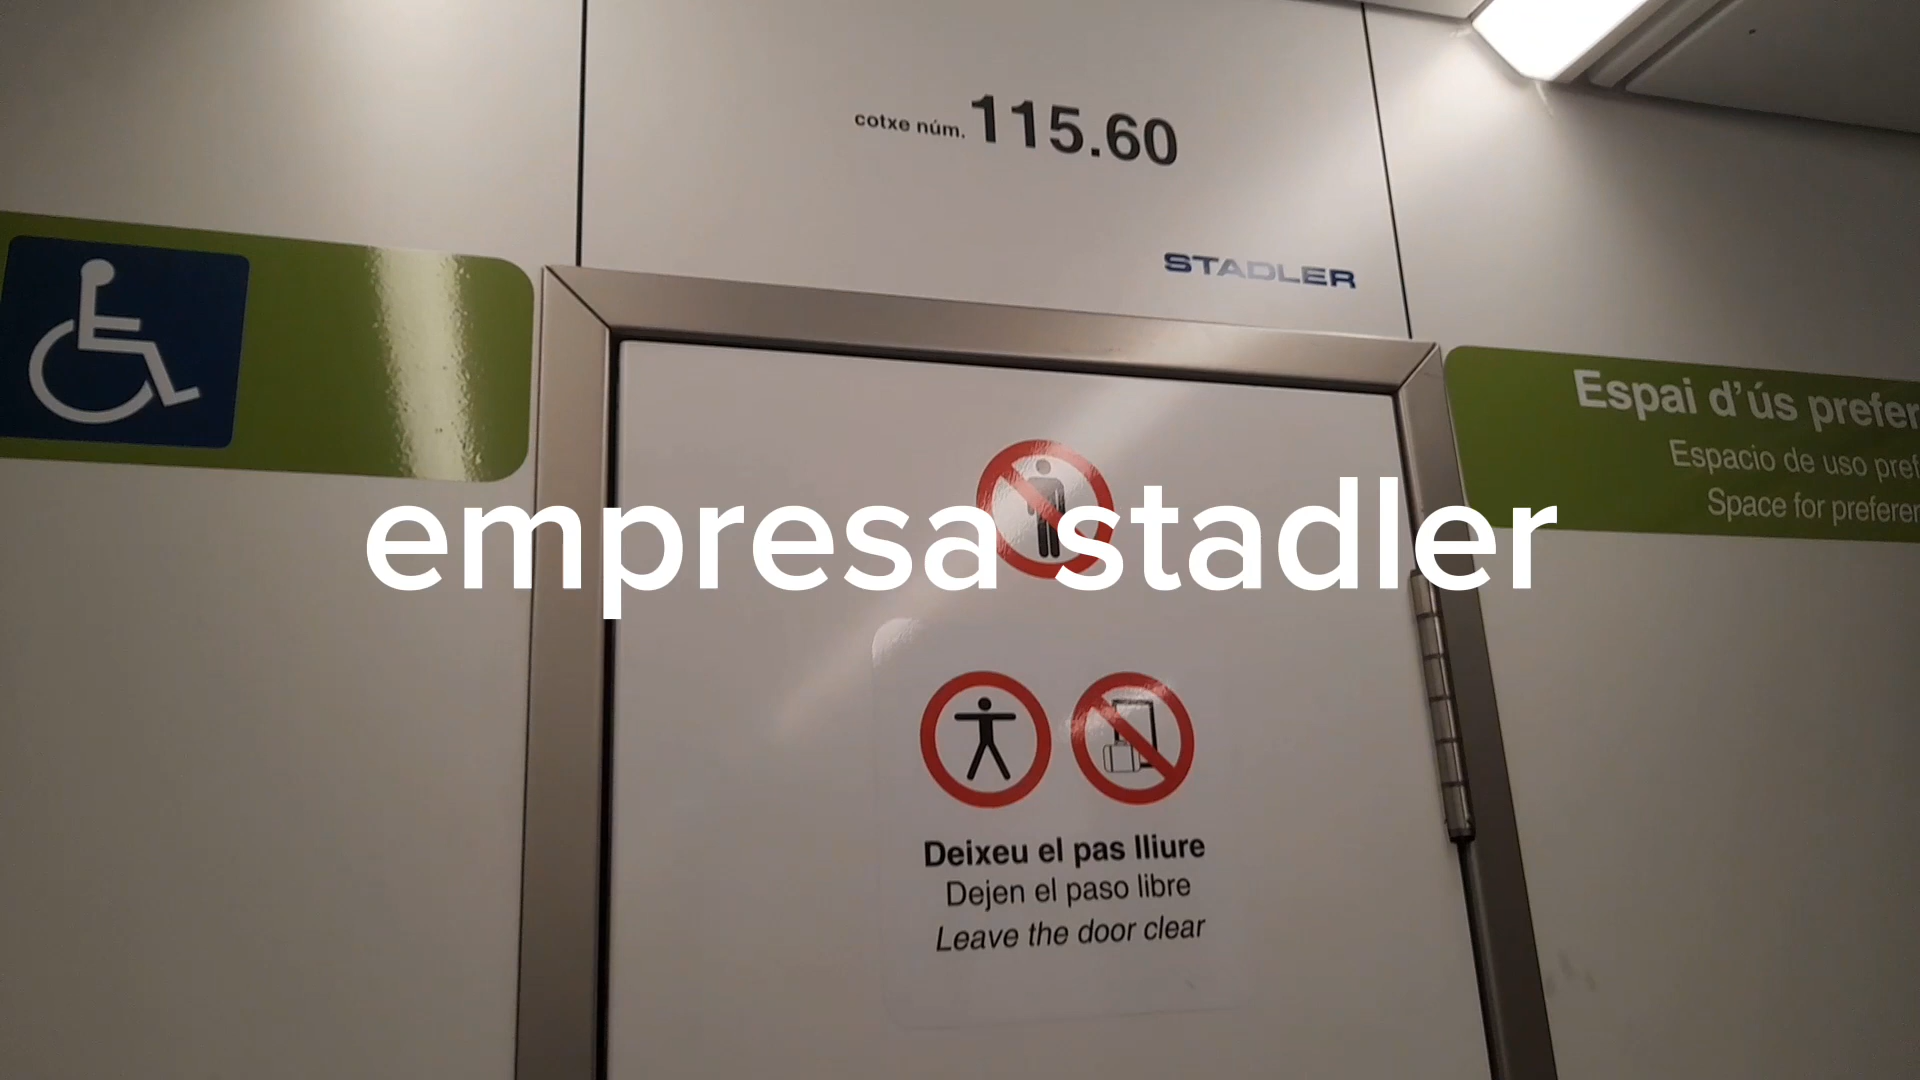 cotxe núm. 115.60
STADLER
Espai d'ús prefer
Espacio de uso pref
Space for preferen
empresa stadler
Deixeu el pas lliure
Dejen el paso libre
Leave the door clear